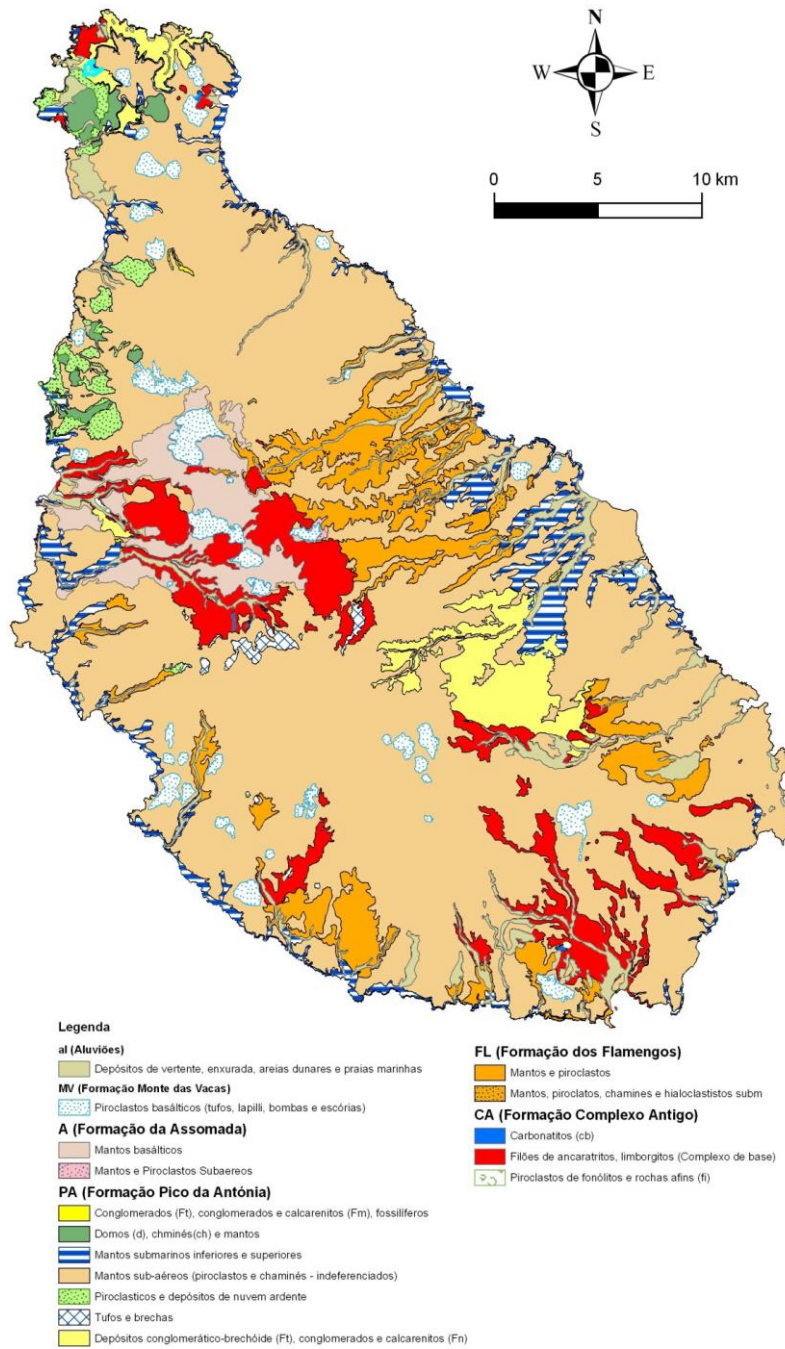 N
W E
S
0 5 10 km
Legenda
al (Aluviões)
Depósitos de vertente, enxurada, areias dunares e praias marinhas
MV (Formação Monte das Vacas)
Piroclastos basálticos (tufos, lapilli, bombas e escórias)
A (Formação da Assomada)
Mantos basálticos
Mantos e Piroclastos Subaereos
PA (Formação Pico da Antónia)
Conglomerados (Ft), conglomerados e calcarenitos (Fm), fossilíferos
Domos (d), chminés(ch) e mantos
Mantos submarinos inferiores e superiores
Mantos sub-aéreos (piroclastos e chaminés - indeferenciados)
Piroclasticos e depósitos de nuvem ardente
Tufos e brechas
Depósitos conglomerático-brechóide (Ft), conglomerados e calcarenitos (Fn)
FL (Formação dos Flamengos)
Mantos e piroclastos
Mantos, piroclatos, chamines e hialoclastistos subm
CA (Formação Complexo Antigo)
Carbonatitos (cb)
Filões de ancaratritos, limborgitos (Complexo de base)
Piroclastos de fonólitos e rochas afins (fi)